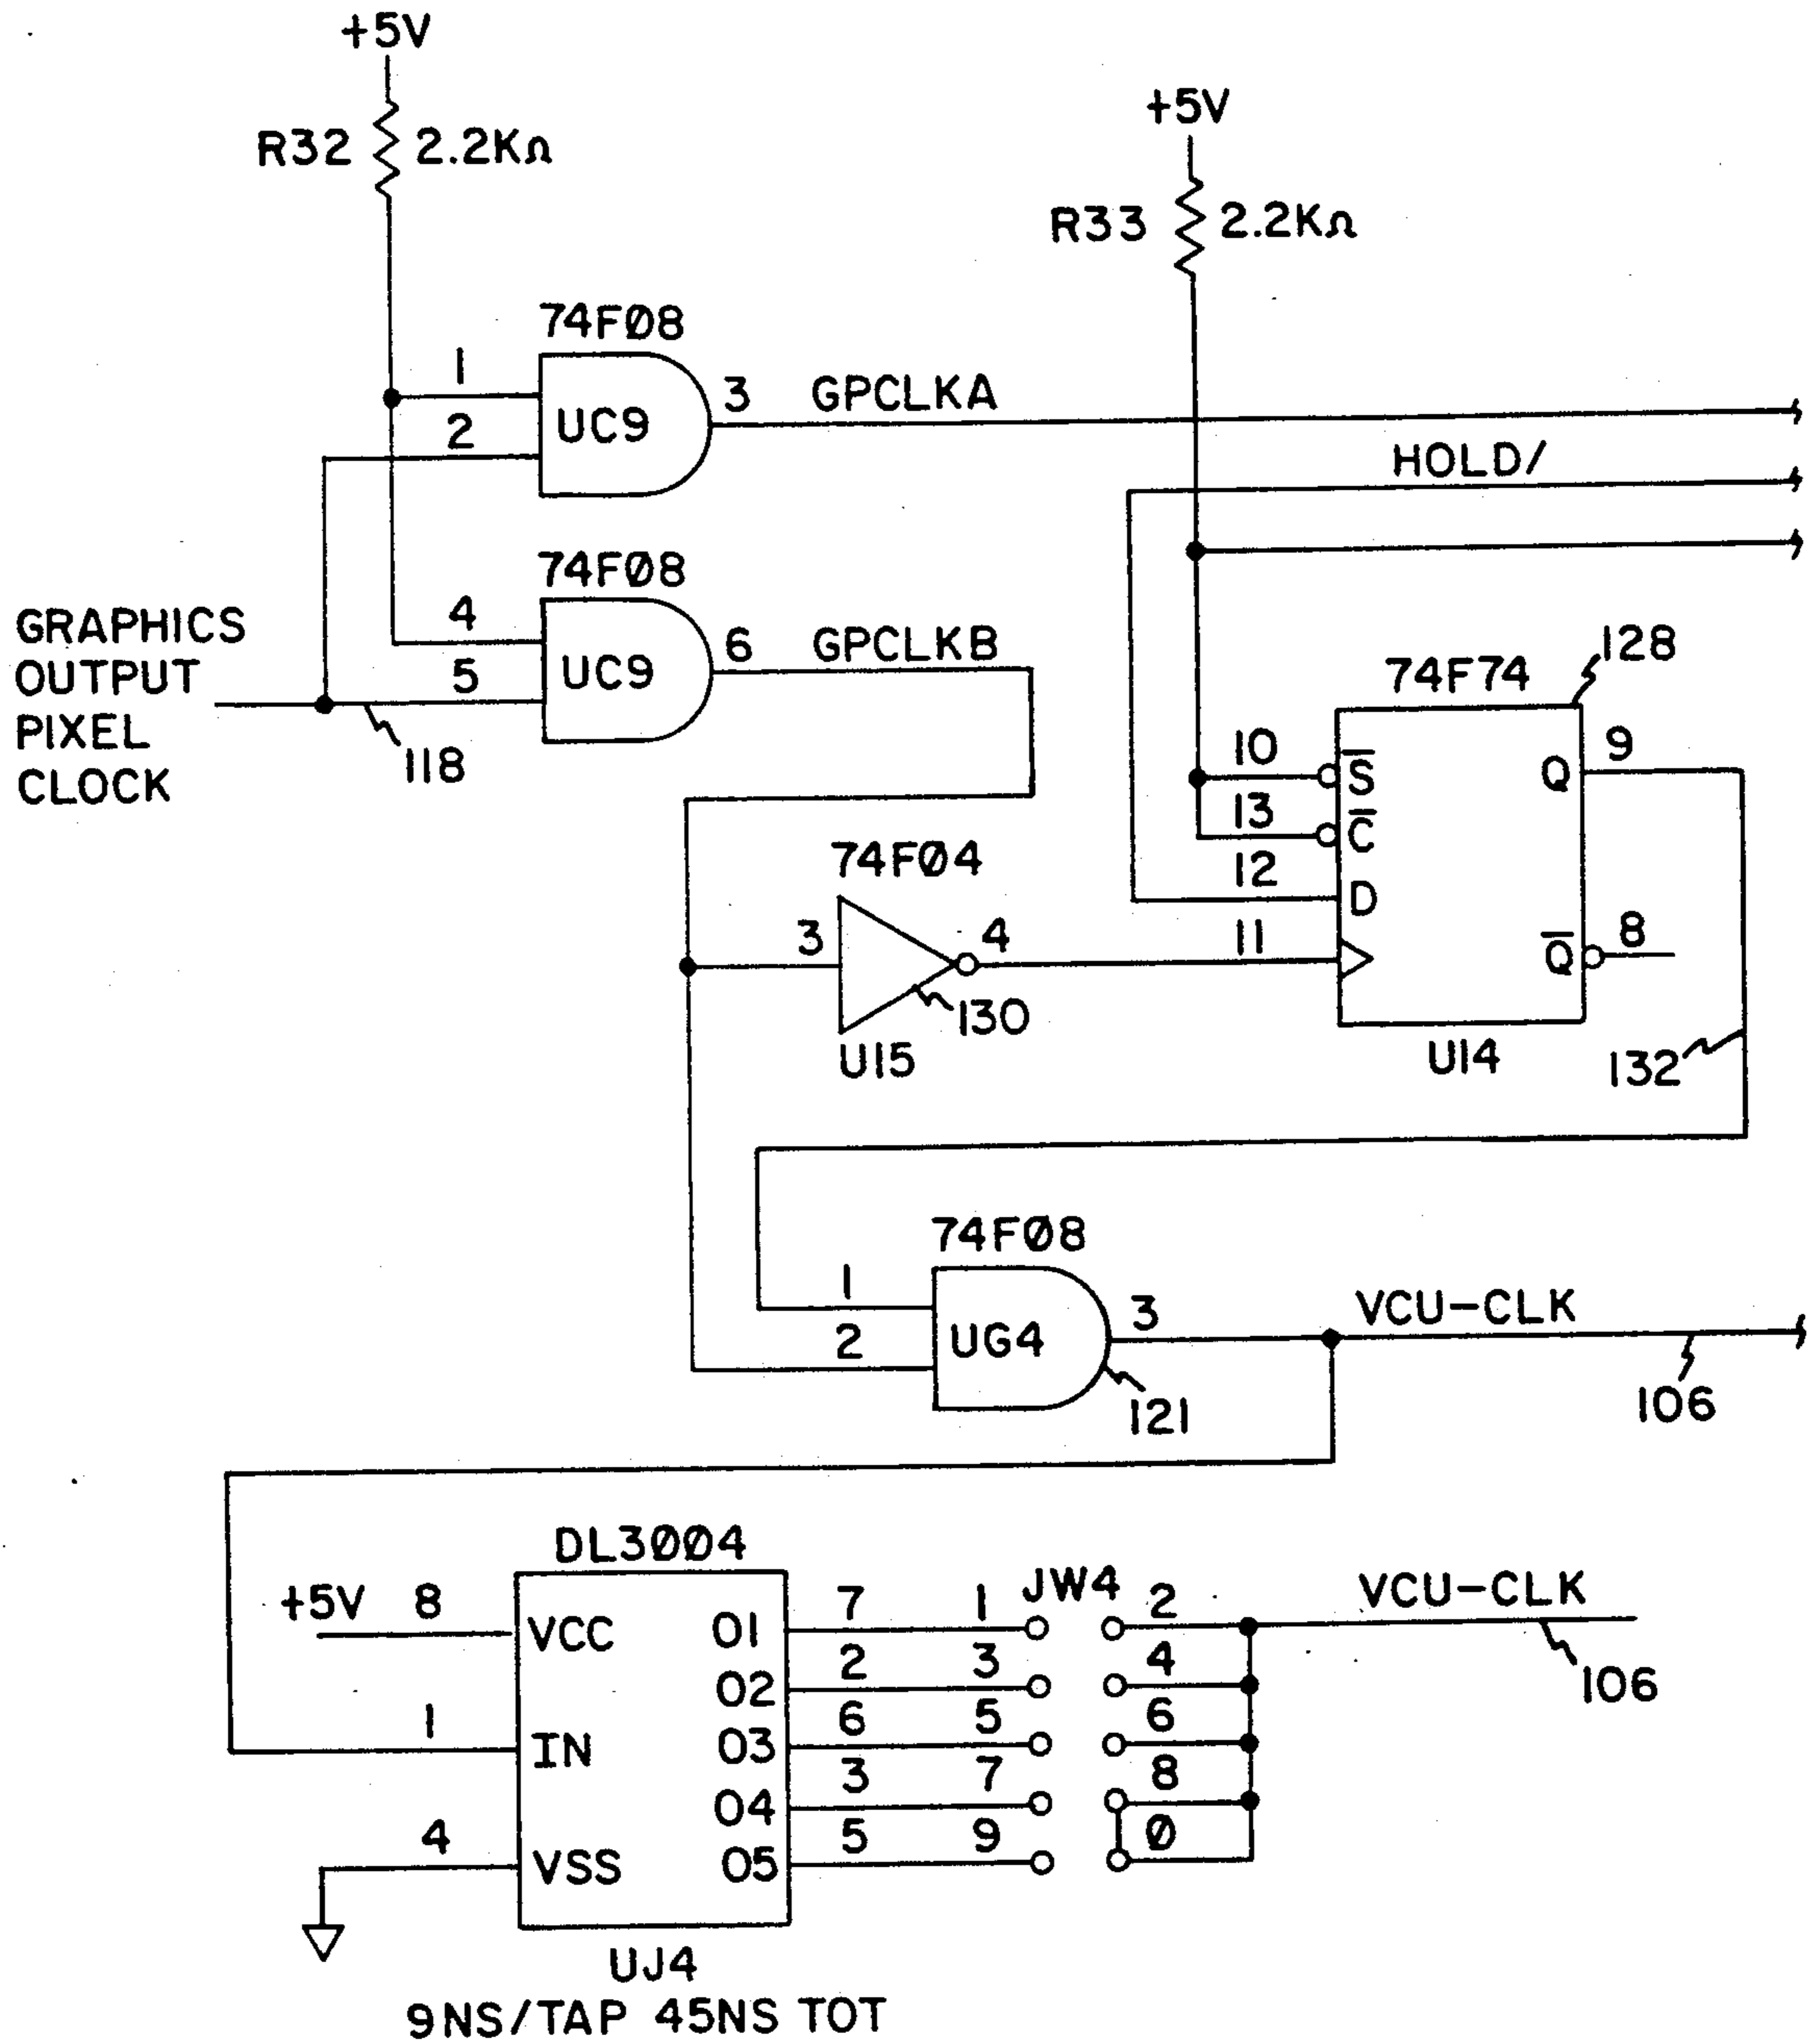 +5V
R32 2.2KΩ
+5V
R33 2.2KΩ
74FØ8
1
2
UC9
3 GPCLKA
HOLD/
74FØ8
4
5
UC9
6 GPCLKB
GRAPHICS
OUTPUT
PIXEL
CLOCK
118
74F74
128
10
13
12
11
S̅
C̅
D
Q
9
Q̅
8
U14
132
74FØ4
3
4
130
U15
74FØ8
1
2
UG4
3
121
VCU-CLK
106
DL3ØØ4
+5V 8 VCC
1 IN
4 VSS
O1 7 1
O2 2 3
O3 6 5
O4 3 7
O5 5 9
JW4
2
4
6
8
Ø
VCU-CLK
106
UJ4
9NS/TAP 45NS TOT